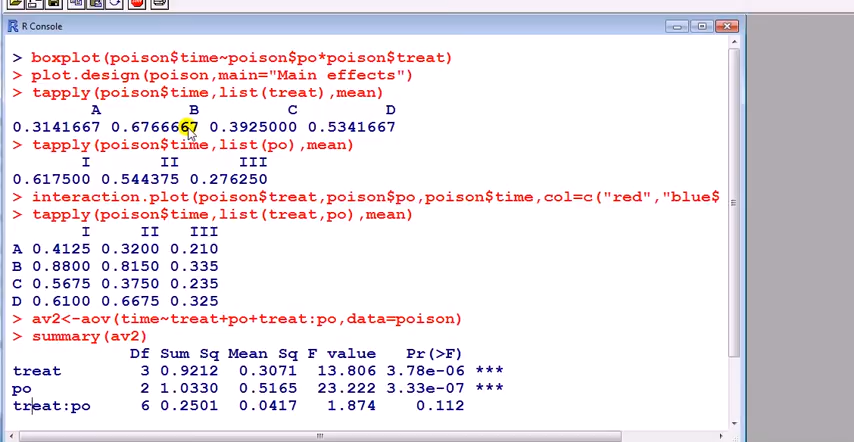 R Console
> boxplot(poison$time~poison$po*poison$treat)
> plot.design(poison,main="Main effects")
> tapply(poison$time,list(treat),mean)
A B C D
0.3141667 0.6766667 0.3925000 0.5341667
> tapply(poison$time,list(po),mean)
I II III
0.617500 0.544375 0.276250
> interaction.plot(poison$treat,poison$po,poison$time,col=c("red","blue$
> tapply(poison$time,list(treat,po),mean)
I II III
A 0.4125 0.3200 0.210
B 0.8800 0.8150 0.335
C 0.5675 0.3750 0.235
D 0.6100 0.6675 0.325
> av2<-aov(time~treat+po+treat:po,data=poison)
> summary(av2)
Df Sum Sq Mean Sq F value Pr(>F)
treat 3 0.9212 0.3071 13.806 3.78e-06 ***
po 2 1.0330 0.5165 23.222 3.33e-07 ***
treat:po 6 0.2501 0.0417 1.874 0.112